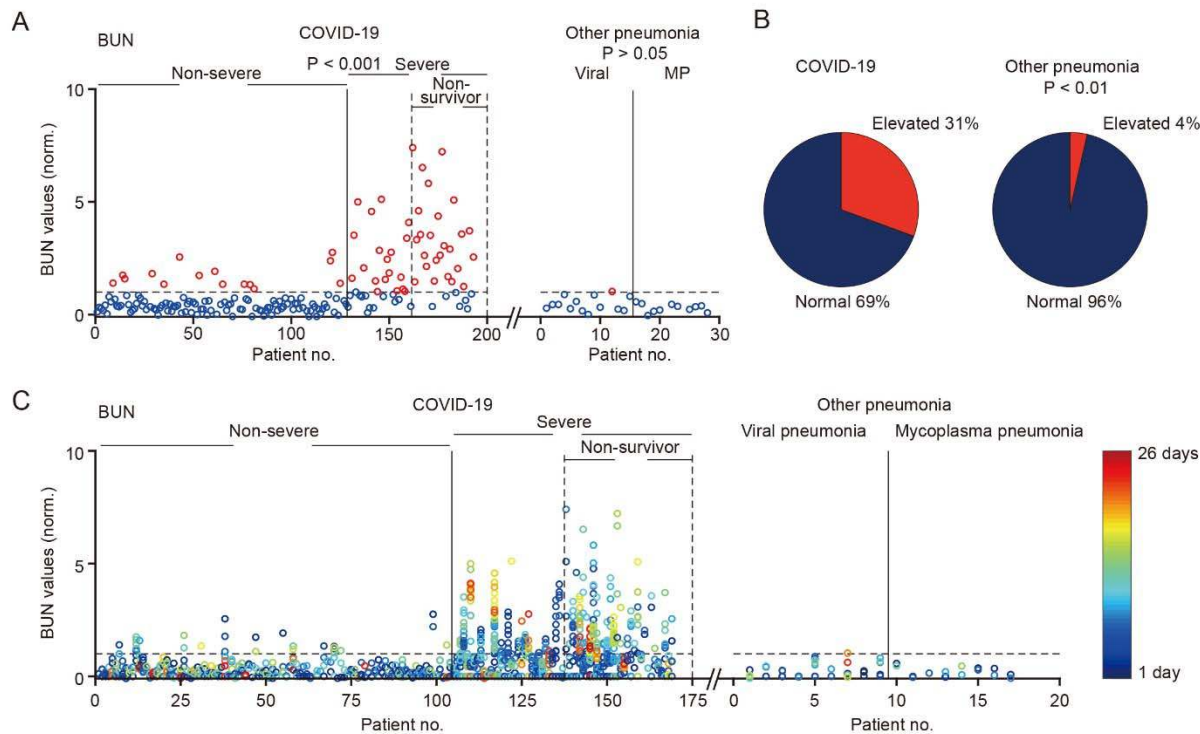 A
BUN
COVID-19
P < 0.001
Non-severe
Severe
Non-
survivor
Other pneumonia
P > 0.05
Viral
MP
BUN values (norm.)
10
5
0
0
50
100
150
200
0
10
20
30
Patient no.
Patient no.
B
COVID-19
Elevated 31%
Normal 69%
Other pneumonia
P < 0.01
Elevated 4%
Normal 96%
C
BUN
COVID-19
Non-severe
Severe
Non-survivor
Other pneumonia
Viral pneumonia
Mycoplasma pneumonia
BUN values (norm.)
10
5
0
0
25
50
75
100
125
150
175
0
5
10
15
20
Patient no.
Patient no.
26 days
1 day